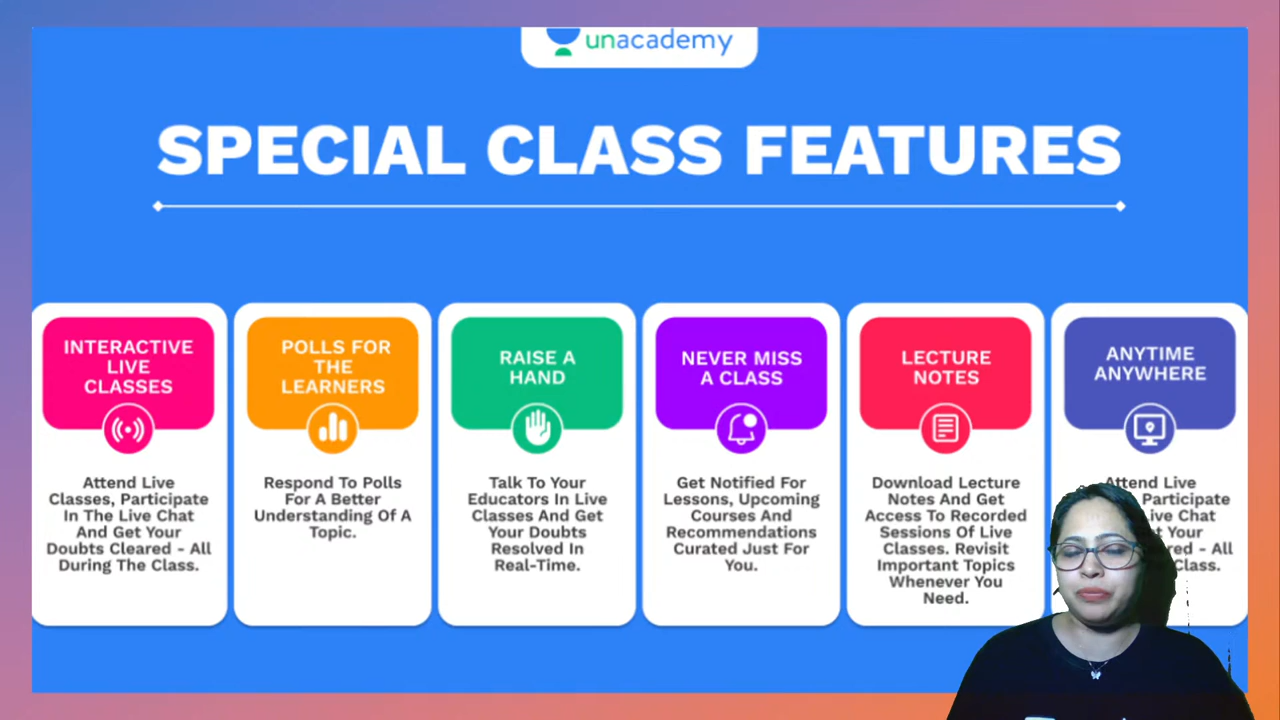 unacademy
SPECIAL CLASS FEATURES
INTERACTIVE
LIVE
CLASSES
Attend Live
Classes, Participate
In The Live Chat
And Get Your
Doubts Cleared - All
During The Class.
POLLS FOR
THE
LEARNERS
Respond To Polls
For A Better
Understanding Of A
Topic.
RAISE A
HAND
Talk To Your
Educators In Live
Classes And Get
Your Doubts
Resolved In
Real-Time.
NEVER MISS
A CLASS
Get Notified For
Lessons, Upcoming
Courses And
Recommendations
Curated Just For
You.
LECTURE
NOTES
Download Lecture
Notes And Get
Access To Recorded
Sessions Of Live
Classes. Revisit
Important Topics
Whenever You
Need.
ANYTIME
ANYWHERE
Attend Live
Participate
Live Chat
Your
- All
Class.